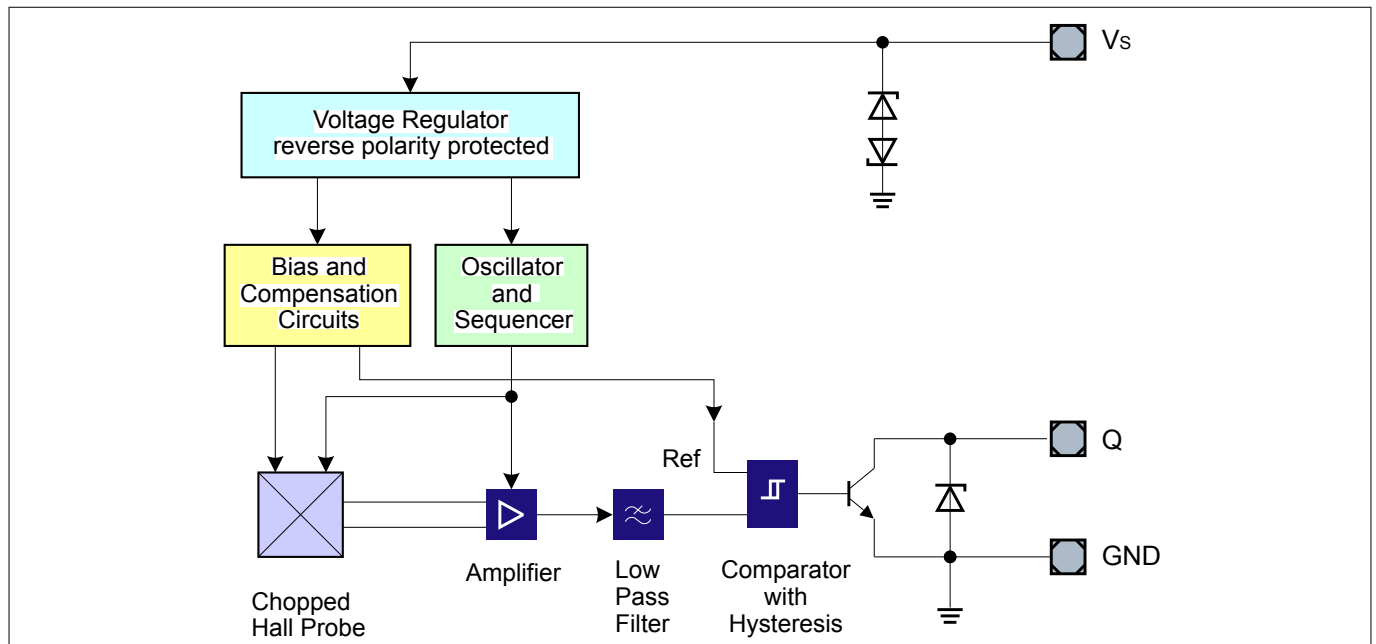 Vs
Voltage Regulator
reverse polarity protected
Bias and
Compensation
Circuits
Oscillator
and
Sequencer
Ref
Q
GND
Amplifier
Low
Pass
Filter
Comparator
with
Hysteresis
Chopped
Hall Probe